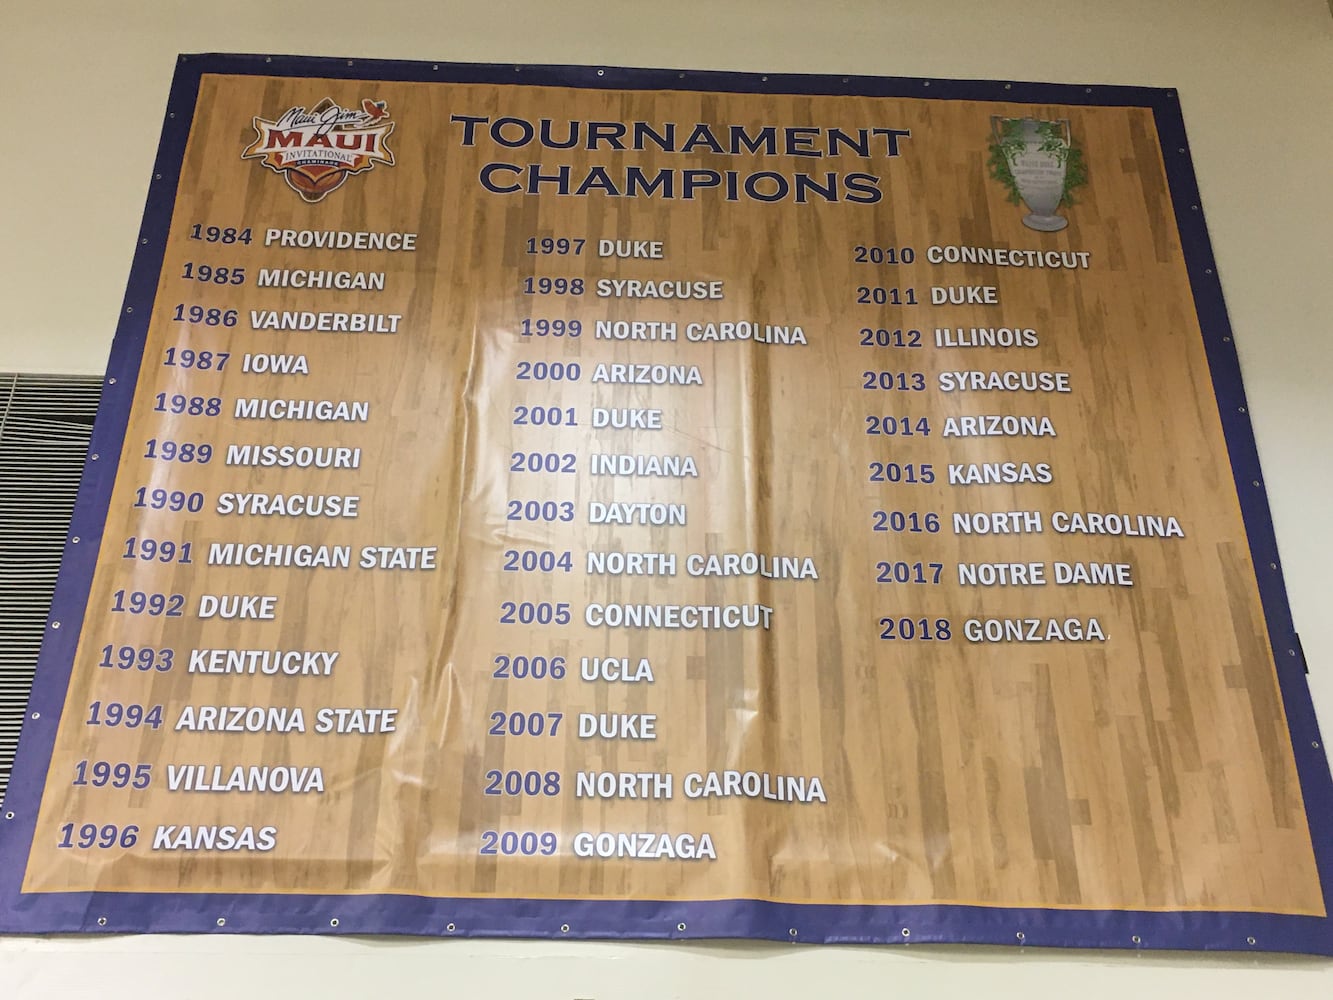 Maui Jim
MAUI
INVITATIONAL
CHAMINADE
TOURNAMENT
CHAMPIONS
1984 PROVIDENCE
1985 MICHIGAN
1986 VANDERBILT
1987 IOWA
1988 MICHIGAN
1989 MISSOURI
1990 SYRACUSE
1991 MICHIGAN STATE
1992 DUKE
1993 KENTUCKY
1994 ARIZONA STATE
1995 VILLANOVA
1996 KANSAS
1997 DUKE
1998 SYRACUSE
1999 NORTH CAROLINA
2000 ARIZONA
2001 DUKE
2002 INDIANA
2003 DAYTON
2004 NORTH CAROLINA
2005 CONNECTICUT
2006 UCLA
2007 DUKE
2008 NORTH CAROLINA
2009 GONZAGA
2010 CONNECTICUT
2011 DUKE
2012 ILLINOIS
2013 SYRACUSE
2014 ARIZONA
2015 KANSAS
2016 NORTH CAROLINA
2017 NOTRE DAME
2018 GONZAGA